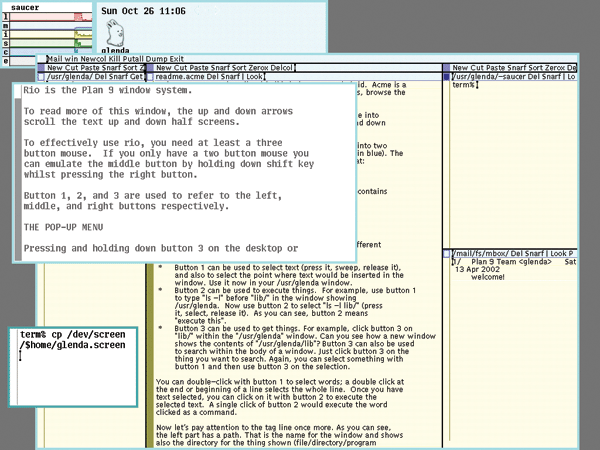 saucer
l
m
i
s
c
e
Sun Oct 26 11:06
glenda
Mail win Newcol Kill Putall Dump Exit
New Cut Paste Snarf Sort Z
/usr/glenda/ Del Snarf Get
New Cut Paste Snarf Sort Zerox Delcol
readme.acme Del Snarf | Look
id. Acme is a
s, browse the
e into
nd down
into two
in blue). The
at:
contains
fferent
Rio is the Plan 9 window system.
To read more of this window, the up and down arrows
scroll the text up and down half screens.
To effectively use rio, you need at least a three
button mouse. If you only have a two button mouse you
can emulate the middle button by holding down shift key
whilst pressing the right button.
Button 1, 2, and 3 are used to refer to the left,
middle, and right buttons respectively.
THE POP-UP MENU
Pressing and holding down button 3 on the desktop or
* Button 1 can be used to select text (press it, sweep, release it),
and also to select the point where text would be inserted in the
window. Use it now in your /usr/glenda window.
* Button 2 can be used to execute things. For example, use button 1
to type "ls -l" before "lib/" in the window showing
/usr/glenda. Now use button 2 to select "ls -l lib/" (press
it, select, release it). As you can see, button 2 means
"execute this".
* Button 3 can be used to get things. For example, click button 3 on
"lib/" within the "/usr/glenda" window. Can you see how a new window
shows the contents of "/usr/glenda/lib"? Button 3 can also be used
to search within the body of a window. Just click button 3 on the
thing you want to search. Again, you can select something with
button 1 and then use button 3 on the selection.
You can double-click with button 1 to select words; a double click at
the end or beginning of a line selects the whole line. Once you have
text selected, you can click on it with button 2 to execute the
selected text. A single click of button 2 would execute the word
clicked as a command.
Now let's pay attention to the tag line once more. As you can see,
the left part has a path. That is the name for the window and shows
also the directory for the thing shown (file/directory/program
New Cut Paste Snarf Sort Zerox De
/usr/glenda/-saucer Del Snarf | Lo
term%
/mail/fs/mbox/ Del Snarf | Look P
1/ Plan 9 Team <glenda> Sat
13 Apr 2002
welcome!
term% cp /dev/screen
/$home/glenda.screen